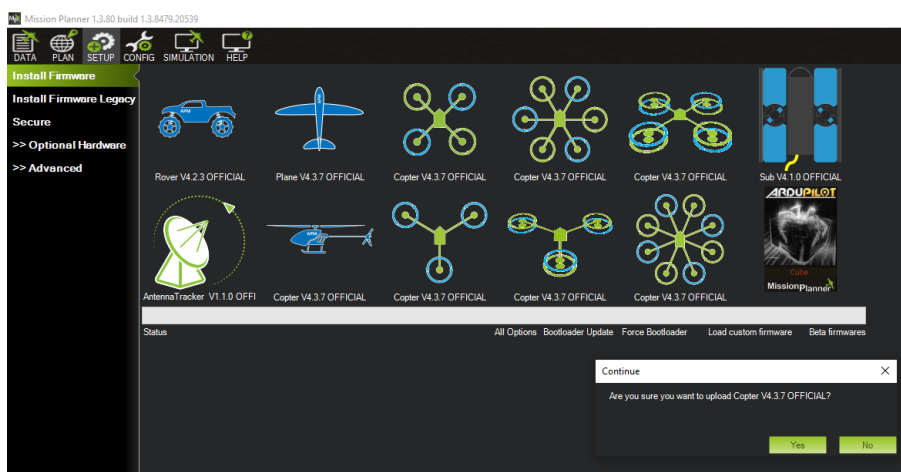 Mission Planner 1.3.80 build 1.3.8479.20539
DATA PLAN SETUP CONFIG SIMULATION HELP
Install Firmware
Install Firmware Legacy
Secure
>> Optional Hardware
>> Advanced
APM
APM
Rover V4.2.3 OFFICIAL
Plane V4.3.7 OFFICIAL
Copter V4.3.7 OFFICIAL
Copter V4.3.7 OFFICIAL
Copter V4.3.7 OFFICIAL
Sub V4.1.0 OFFICIAL
APM
ARDUPILOT
Cube
MissionPlanner
AntennaTracker V1.1.0 OFFI
Copter V4.3.7 OFFICIAL
Copter V4.3.7 OFFICIAL
Copter V4.3.7 OFFICIAL
Copter V4.3.7 OFFICIAL
Status
All Options Bootloader Update Force Bootloader Load custom firmware Beta firmwares
Continue
Are you sure you want to upload Copter V4.3.7 OFFICIAL?
Yes
No